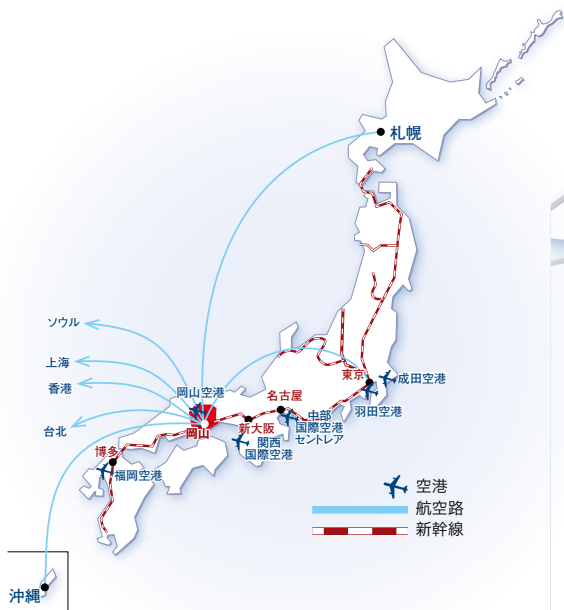 札幌
ソウル
上海
香港
台北
岡山空港
岡山
博多
福岡空港
沖縄
新大阪
関西
国際空港
名古屋
中部
国際空港
セントレア
東京
成田空港
羽田空港
空港
航空路
新幹線